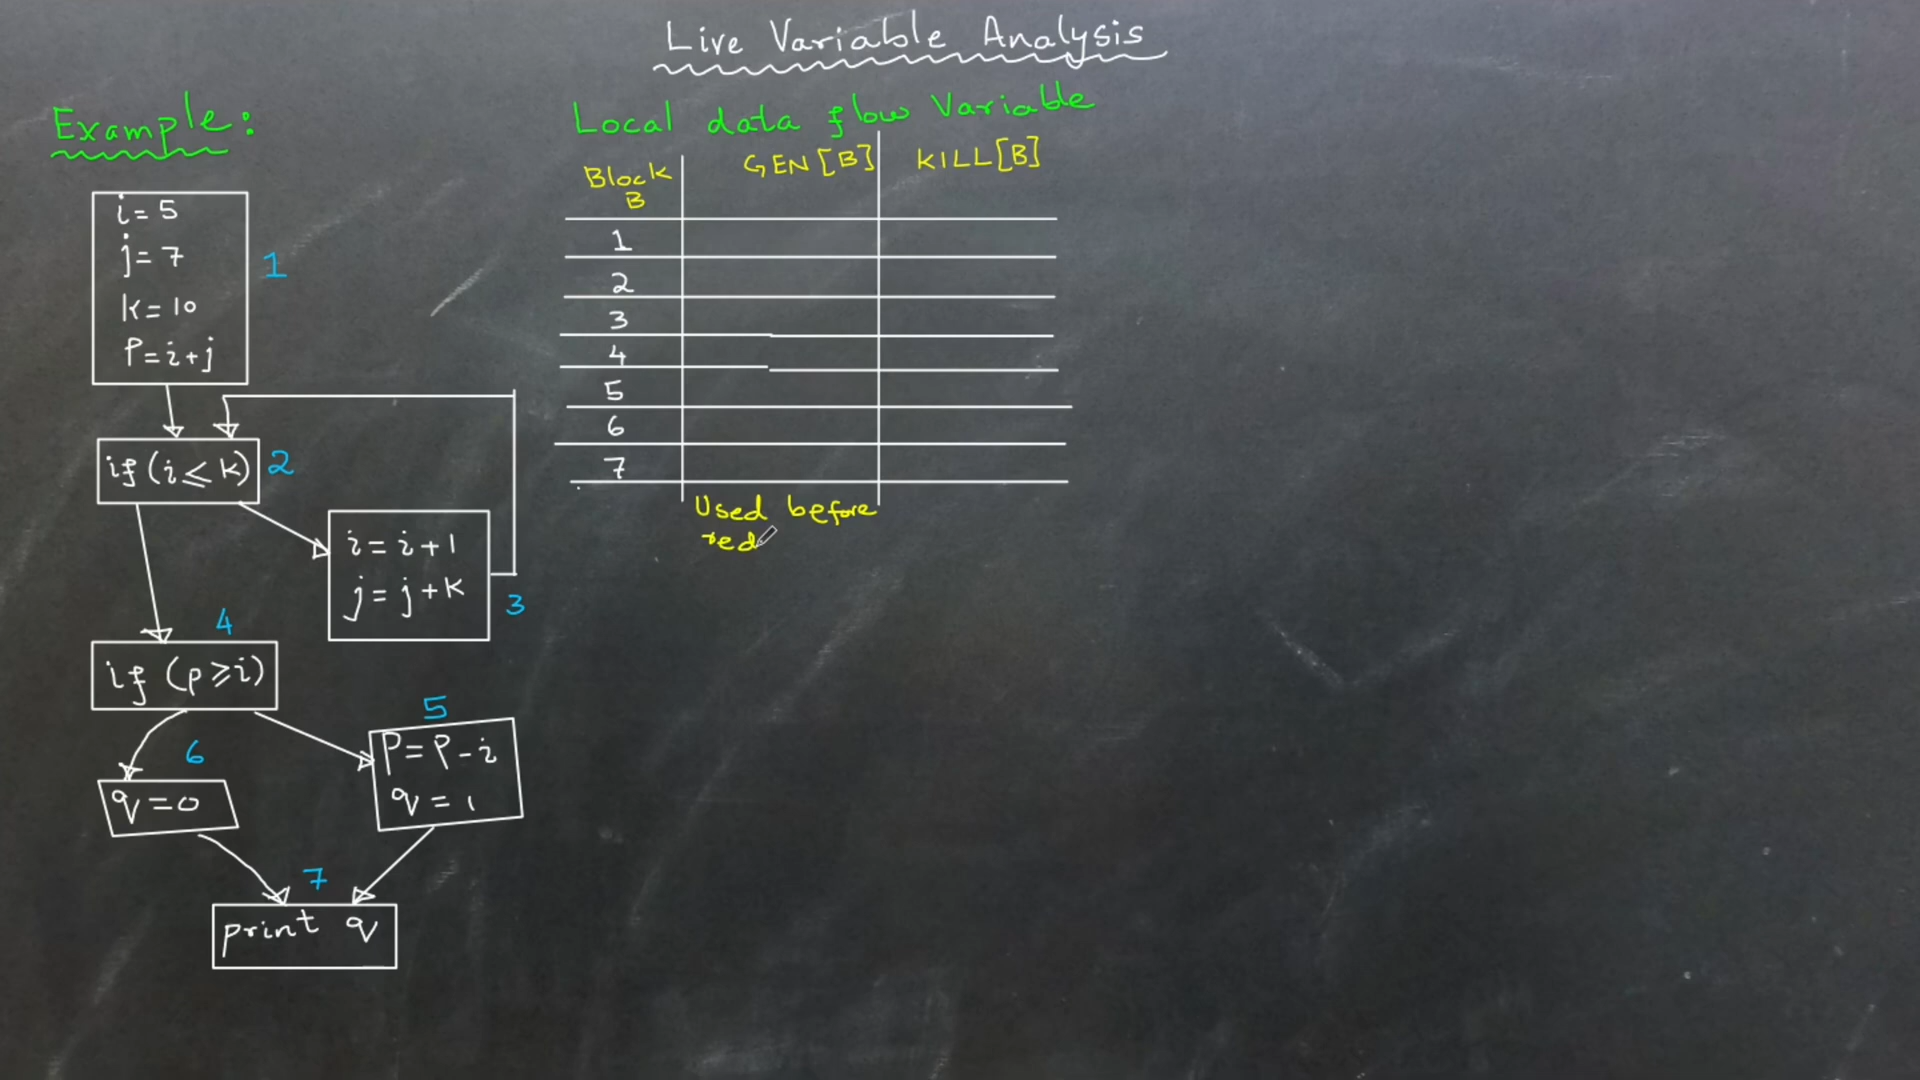 Live Variable Analysis
Example:
i = 5
j = 7
k = 10
P = i + j
1
if (i ≤ k)
2
i = i + 1
j = j + k
3
4
if (p ≥ i)
5
P = P - i
q = 1
6
q = 0
7
print q
Local data flow Variable
Block B
GEN [B]
KILL [B]
1
2
3
4
5
6
7
Used before
red